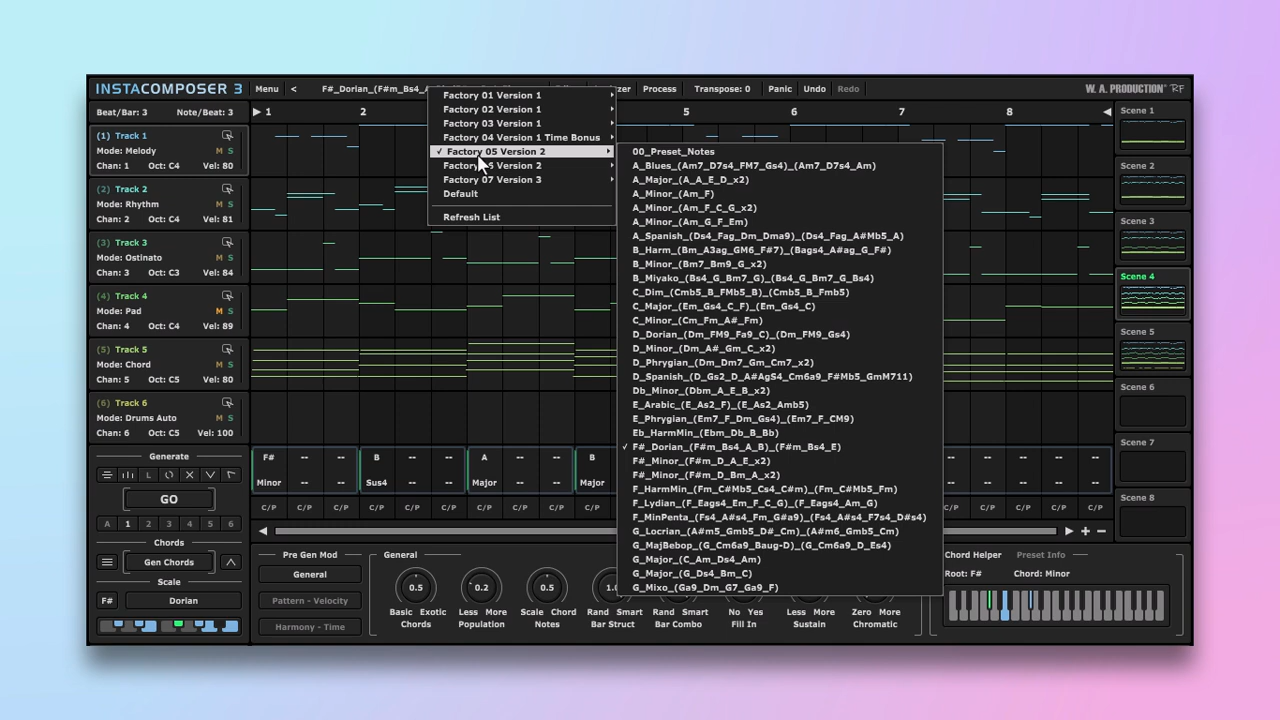 INSTACOMPOSER 3
Menu
<
F#_Dorian_(F#m_Bs4_A
Process
Transpose: 0
Panic
Undo
Redo
W. A. PRODUCTION
RF
Beat/Bar: 3
Note/Beat: 3
1
2
5
6
7
8
(1) Track 1
Mode: Melody
M S
Chan: 1
Oct: C4
Vel: 80
(2) Track 2
Mode: Rhythm
M S
Chan: 2
Oct: C4
Vel: 81
(3) Track 3
Mode: Ostinato
M S
Chan: 3
Oct: C4
Vel: 84
(4) Track 4
Mode: Pad
M S
Chan: 4
Oct: C4
Vel: 89
(5) Track 5
Mode: Chord
M S
Chan: 5
Oct: C5
Vel: 80
(6) Track 6
Mode: Drums Auto
M S
Chan: 6
Oct: C5
Vel: 100
Factory 01 Version 1
Factory 02 Version 1
Factory 03 Version 1
Factory 04 Version 1 Time Bonus
✓ Factory 05 Version 2
Version 2
Factory 07 Version 3
Default
Refresh List
00_Preset_Notes
A_Blues_(Am7_D7s4_FM7_Gs4)_(Am7_D7s4_Am)
A_Major_(A_A_E_D_x2)
A_Minor_(Am_F)
A_Minor_(Am_F_C_G_x2)
A_Minor_(Am_G_F_Em)
A_Spanish_(Ds4_Fag_Dm_Dma9)_(Ds4_Fag_A#Mb5_A)
B_Harm_(Bm_A3ag_GM6_F#7)_(Bags4_A#ag_G_F#)
B_Minor_(Bm7_Bm9_G_x2)
B_Miyako_(Bs4_G_Bm7_G)_(Bs4_G_Bm7_G_Bs4)
C_Dim_(Cmb5_B_FMb5_B)_(Cmb5_B_Fmb5)
C_Major_(Em_Gs4_C_F)_(Em_Gs4_C)
C_Minor_(Cm_Fm_A#_Fm)
D_Dorian_(Dm_FM9_Fa9_C)_(Dm_FM9_Gs4)
D_Minor_(Dm_A#_Gm_C_x2)
D_Phrygian_(Dm_Dm7_Gm_Cm7_x2)
D_Spanish_(D_Gs2_D_A#AgS4_Cm6a9_F#Mb5_GmM711)
Db_Minor_(Dbm_A_E_B_x2)
E_Arabic_(E_As2_F)_(E_As2_Amb5)
E_Phrygian_(Em7_F_Dm_Gs4)_(Em7_F_CM9)
Eb_HarmMin_(Ebm_Db_B_Bb)
✓ F#_Dorian_(F#m_Bs4_A_B)_(F#m_Bs4_E)
F#_Minor_(F#m_D_A_E_x2)
F#_Minor_(F#m_D_Bm_A_x2)
F_HarmMin_(Fm_C#Mb5_Cs4_C#m)_(Fm_C#Mb5_Fm)
F_Lydian_(F_Eags4_Em_F_C_G)_(F_Eags4_Am_G)
F_MinPenta_(Fs4_A#s4_Fm_G#a9)_(Fs4_A#s4_F7s4_D#s4)
G_Locrian_(A#m5_Gmb5_D#_Cm)_(A#m6_Gmb5_Cm)
G_MajBebop_(G_Cm6a9_Baug-D)_(G_Cm6a9_D_Es4)
G_Major_(C_Am_Ds4_Am)
G_Major_(G_Ds4_Bm_C)
G_Mixo_(Ga9_Dm_G7_Ga9_F)
Scene 1
Scene 2
Scene 3
Scene 4
Scene 5
Scene 6
Scene 7
Scene 8
F# -- --
Minor -- --
B -- --
Sus4 -- --
A -- --
Major -- --
B
Major
C/P C/P C/P C/P C/P C/P C/P C/P C/P C/P
C/P C/P C/P C/P C/P
Generate
L
GO
A 1 2 3 4 5 6
Chords
Gen Chords
Scale
F#
Dorian
Pre Gen Mod
General
Pattern - Velocity
Harmony - Time
General
0.5
Basic Exotic
Chords
0.2
Less More
Population
0.5
Scale Chord
Notes
1.0
Rand Smart
Bar Struct
Rand Smart
Bar Combo
No Yes
Fill In
Less More
Sustain
Zero More
Chromatic
Chord Helper
Preset Info
Root: F#
Chord: Minor